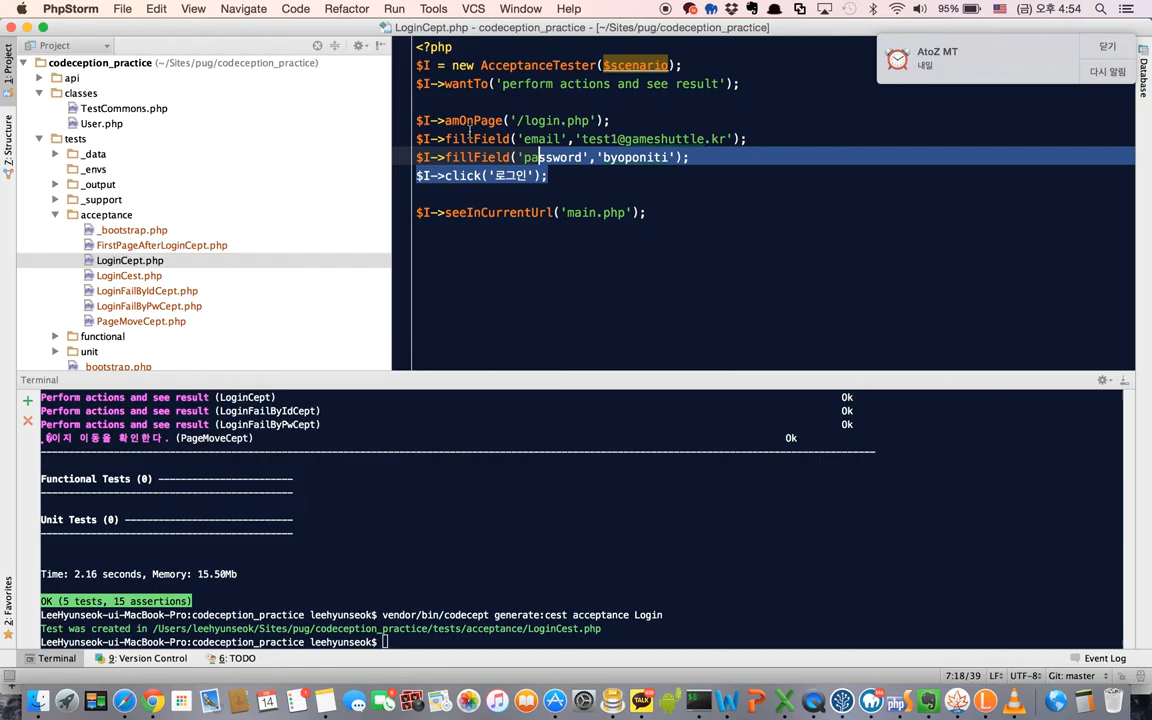 PhpStorm File Edit View Navigate Code Refactor Run Tools VCS Window Help 95% (금) 오후 4:54
LoginCept.php - codeception_practice - [~/Sites/pug/codeception_practice]
Project
AtoZ MT
내일
닫기
다시 알림
1: Project
Z: Structure
2: Favorites
Database
codeception_practice (~/Sites/pug/codeception_practice)
api
classes
TestCommons.php
User.php
tests
_data
_envs
_output
_support
acceptance
_bootstrap.php
FirstPageAfterLoginCept.php
LoginCept.php
LoginCest.php
LoginFailByIdCept.php
LoginFailByPwCept.php
PageMoveCept.php
functional
unit
_bootstrap.php
<?php
$I = new AcceptanceTester($scenario);
$I->wantTo('perform actions and see result');
$I->amOnPage('/login.php');
$I->fillField('email','test1@gameshuttle.kr');
$I->fillField('password','byoponiti');
$I->click('로그인');
$I->seeInCurrentUrl('main.php');
Terminal
Perform actions and see result (LoginCept) Ok
Perform actions and see result (LoginFailByIdCept) Ok
Perform actions and see result (LoginFailByPwCept) Ok
이지 이동을 확인한다. (PageMoveCept) Ok
Functional Tests (0) -----------------------
Unit Tests (0) -----------------------------
Time: 2.16 seconds, Memory: 15.50Mb
OK (5 tests, 15 assertions)
LeeHyunseok-ui-MacBook-Pro:codeception_practice leehyunseok$ vendor/bin/codecept generate:cest acceptance Login
Test was created in /Users/leehyunseok/Sites/pug/codeception_practice/tests/acceptance/LoginCest.php
LeeHyunseok-ui-MacBook-Pro:codeception_practice leehyunseok$
Terminal 9: Version Control 6: TODO Event Log
7:18/39 LF UTF-8 Git: master